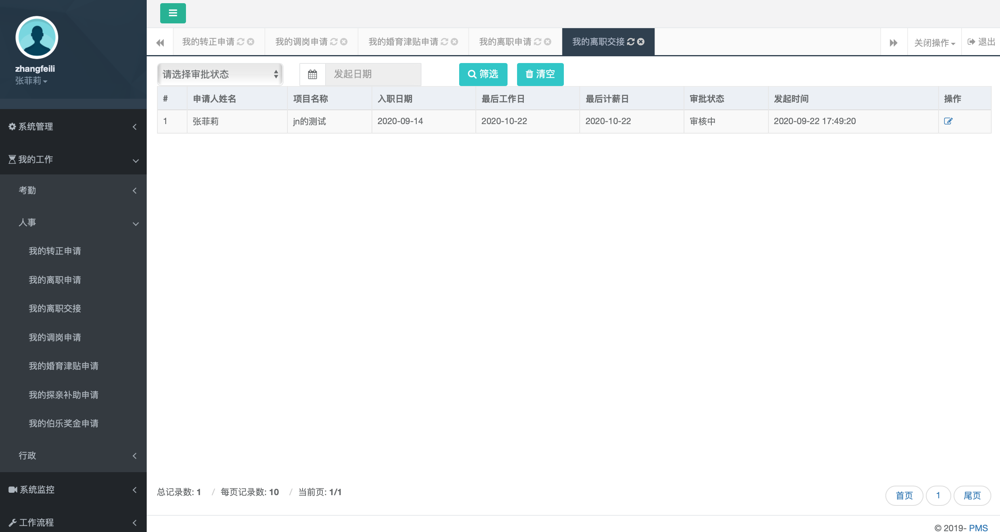 zhangfeili
张菲莉
系统管理
我的工作
考勤
人事
我的转正申请
我的离职申请
我的离职交接
我的调岗申请
我的婚育津贴申请
我的探亲补助申请
我的伯乐奖金申请
行政
系统监控
工作流程
我的转正申请 我的调岗申请 我的婚育津贴申请 我的离职申请 我的离职交接 关闭操作 退出
请选择审批状态 发起日期 筛选 清空
# 申请人姓名 项目名称 入职日期 最后工作日 最后计薪日 审批状态 发起时间 操作
1 张菲莉 jn的测试 2020-09-14 2020-10-22 2020-10-22 审核中 2020-09-22 17:49:20
总记录数: 1 / 每页记录数: 10 / 当前页: 1/1 首页 1 尾页
© 2019- PMS